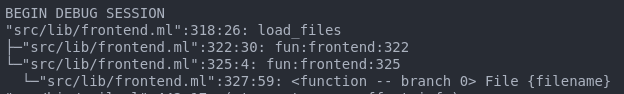 BEGIN DEBUG SESSION
"src/lib/frontend.ml":318:26: load_files
├─"src/lib/frontend.ml":322:30: fun:frontend:322
└─"src/lib/frontend.ml":325:4: fun:frontend:325
  └─"src/lib/frontend.ml":327:59: <function -- branch 0> File {filename}